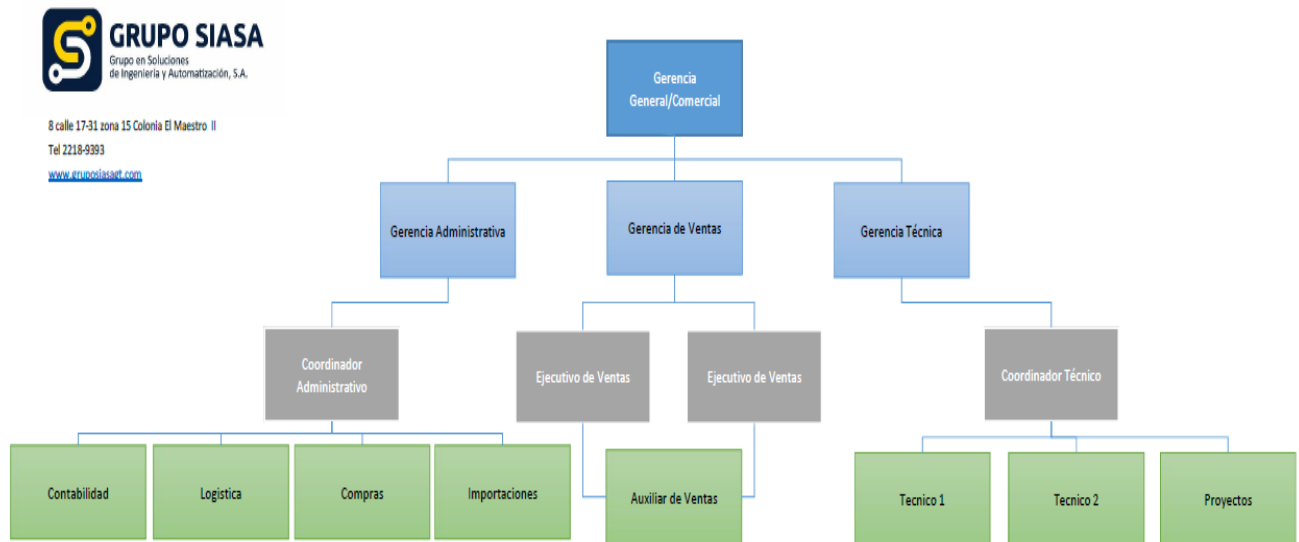 GRUPO SIASA
Grupo en Soluciones
de Ingeniería y Automatización, S.A.
8 calle 17-31 zona 15 Colonia El Maestro II
Tel 2218-9393
www.gruposiasagt.com
Gerencia
General/Comercial
Gerencia Administrativa
Gerencia de Ventas
Gerencia Técnica
Coordinador
Administrativo
Ejecutivo de Ventas
Ejecutivo de Ventas
Coordinador Técnico
Contabilidad
Logistica
Compras
Importaciones
Auxiliar de Ventas
Tecnico 1
Tecnico 2
Proyectos